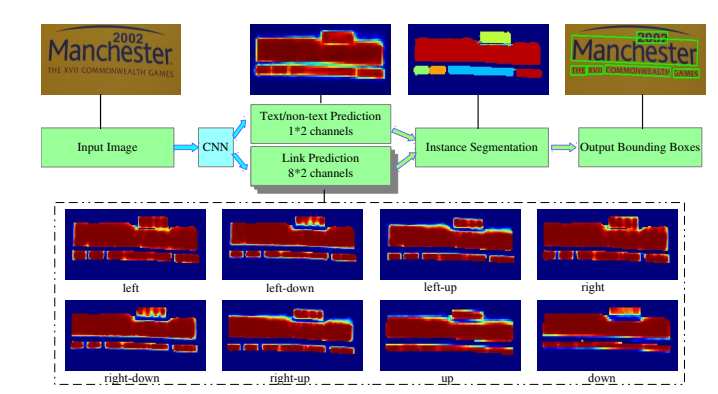 2002
Manchester
THE XVII COMMONWEALTH GAMES
2002
Manchester
THE XVII COMMONWEALTH GAMES
Input Image
CNN
Text/non-text Prediction
1*2 channels
Link Prediction
8*2 channels
Instance Segmentation
Output Bounding Boxes
left
left-down
left-up
right
right-down
right-up
up
down